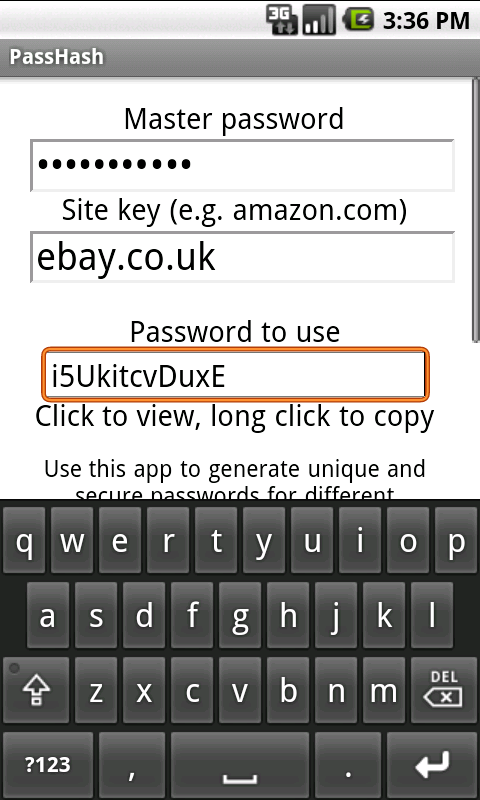 3G 3:36 PM
PassHash
Master password
•••••••••••
Site key (e.g. amazon.com)
ebay.co.uk
Password to use
i5UkitcvDuxE
Click to view, long click to copy
Use this app to generate unique and
secure passwords for different
q w e r t y u i o p
a s d f g h j k l
z x c v b n m DEL
?123 , .